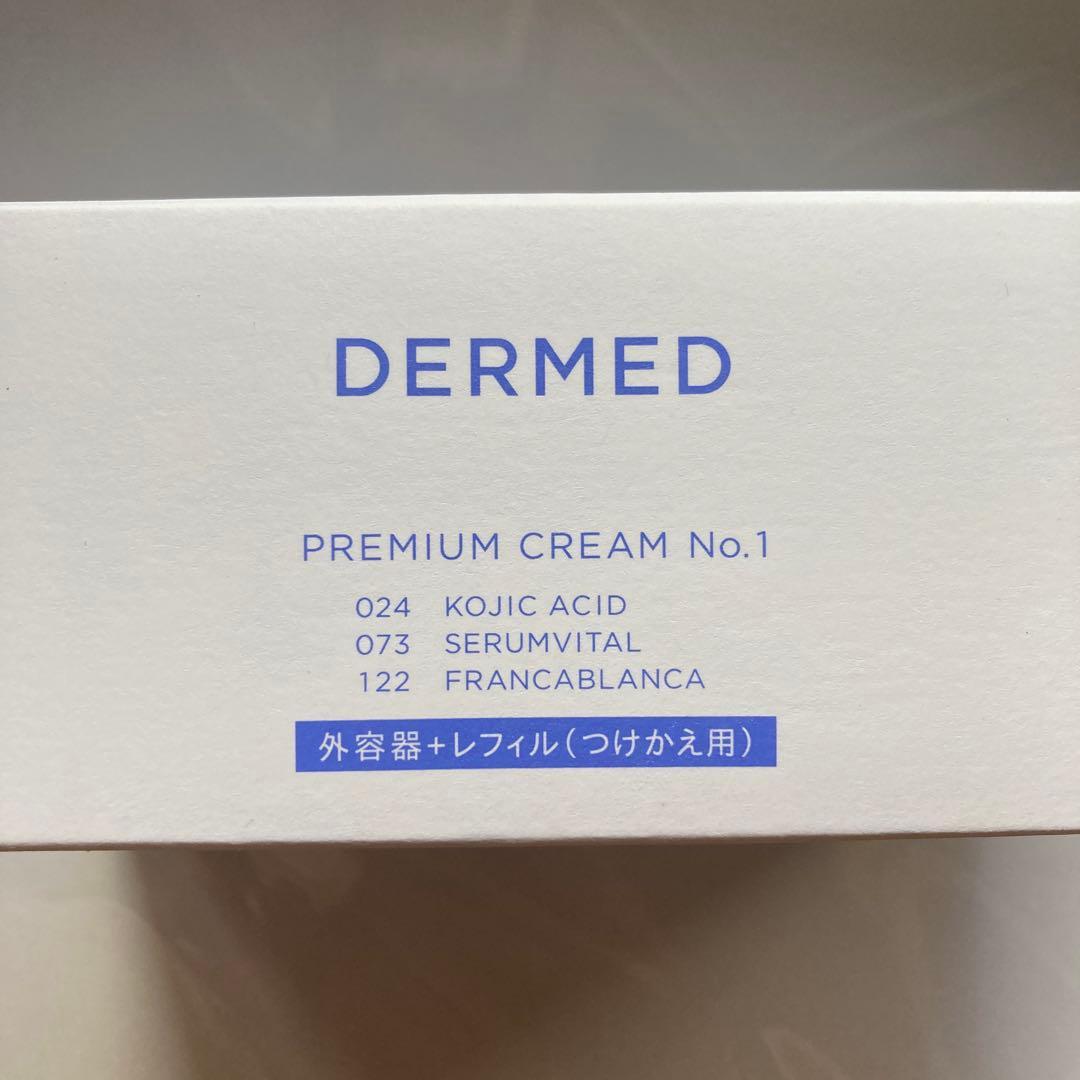 DERMED
PREMIUM CREAM No.1
024 KOJIC ACID
073 SERUMVITAL
122 FRANCABLANCA
外容器+レフィル(つけかえ用)